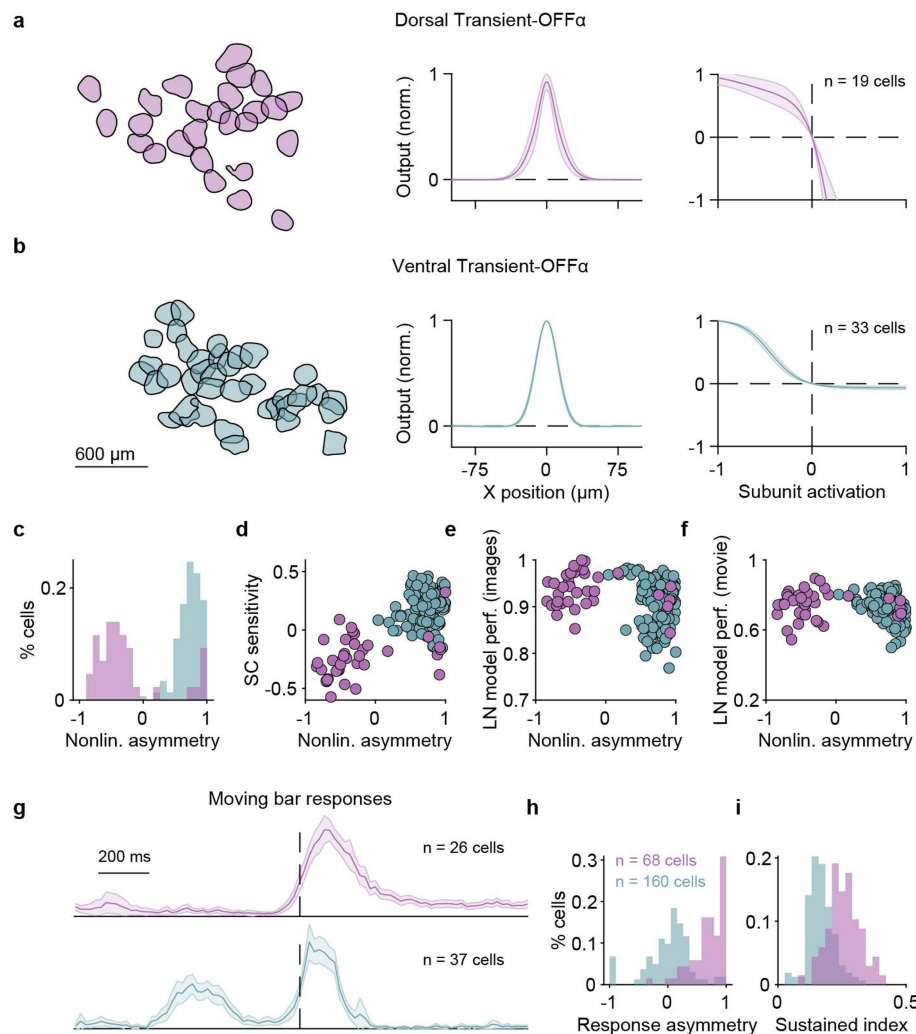 a
Dorsal Transient-OFFα
Output (norm.)
1
0
n = 19 cells
1
0
-1
b
Ventral Transient-OFFα
600 µm
Output (norm.)
1
0
-75 0 75
X position (µm)
n = 33 cells
1
0
-1
-1 0 1
Subunit activation
c
% cells
0.2
0
-1 0 1
Nonlin. asymmetry
d
SC sensitivity
0.5
0
-0.5
-1 0 1
Nonlin. asymmetry
e
LN model perf. (images)
1
0.9
0.8
0.7
-1 0 1
Nonlin. asymmetry
f
LN model perf. (movie)
1
0.6
0.2
-1 0 1
Nonlin. asymmetry
g
Moving bar responses
200 ms
n = 26 cells
n = 37 cells
h
% cells
n = 68 cells
n = 160 cells
0.3
0.2
0.1
0
-1 0 1
Response asymmetry
i
0.2
0.1
0
0 0.5
Sustained index